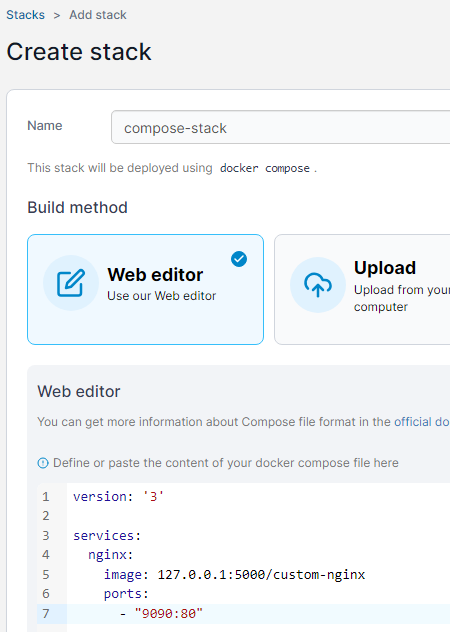 Stacks > Add stack
Create stack
Name
compose-stack
This stack will be deployed using docker compose.
Build method
Web editor
Use our Web editor
Upload
Upload from your
computer
Web editor
You can get more information about Compose file format in the official do
Define or paste the content of your docker compose file here
1 version: '3'
2
3 services:
4   nginx:
5     image: 127.0.0.1:5000/custom-nginx
6     ports:
7       - "9090:80"